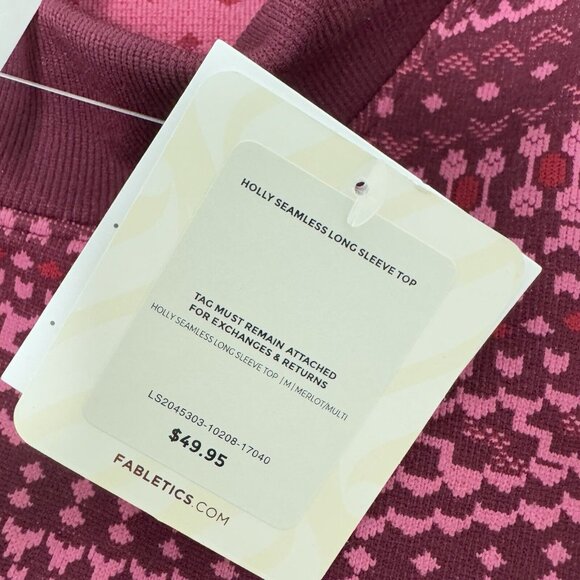 HOLLY SEAMLESS LONG SLEEVE TOP
TAG MUST REMAIN ATTACHED
FOR EXCHANGES & RETURNS
HOLLY SEAMLESS LONG SLEEVE TOP | M | MERLOT/MULTI
LS2045303-10208-17040
$49.95
FABLETICS.COM